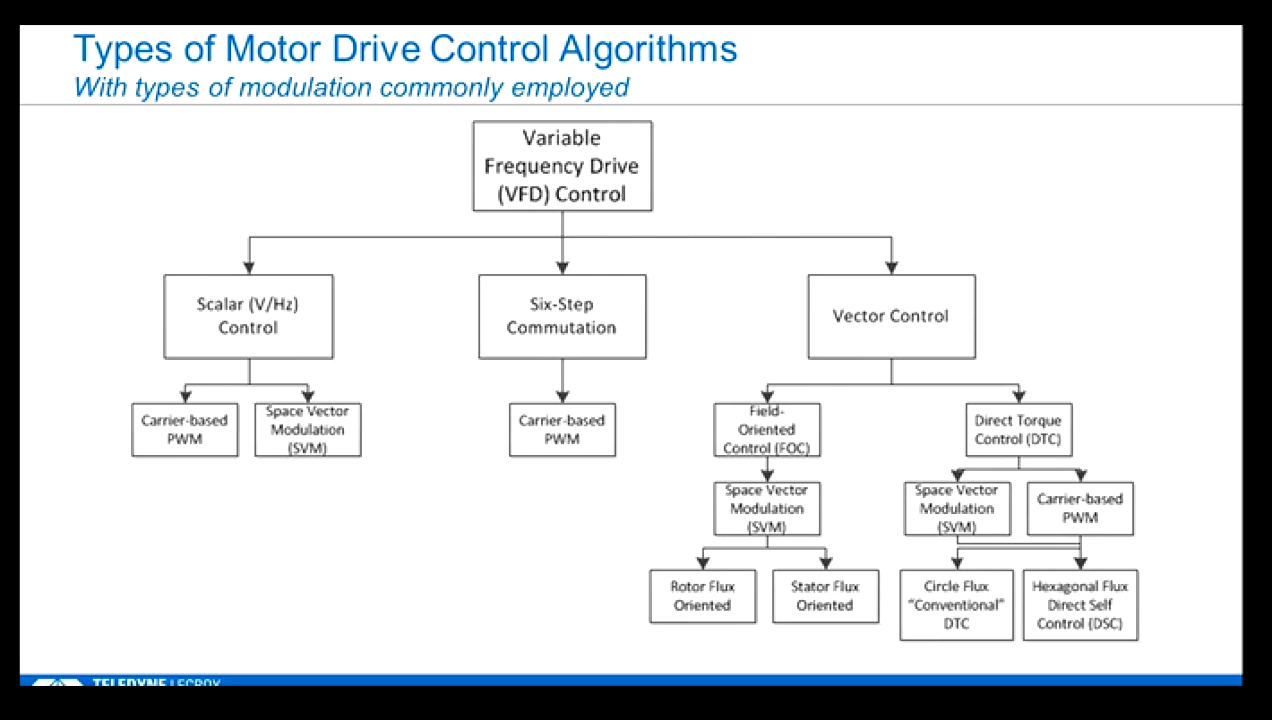 Types of Motor Drive Control Algorithms
With types of modulation commonly employed
Variable
Frequency Drive
(VFD) Control
Scalar (V/Hz)
Control
Six-Step
Commutation
Vector Control
Carrier-based
PWM
Space Vector
Modulation
(SVM)
Carrier-based
PWM
Field-
Oriented
Control (FOC)
Direct Torque
Control (DTC)
Space Vector
Modulation
(SVM)
Space Vector
Modulation
(SVM)
Carrier-based
PWM
Rotor Flux
Oriented
Stator Flux
Oriented
Circle Flux
"Conventional"
DTC
Hexagonal Flux
Direct Self
Control (DSC)
TELEDYNE LECROY